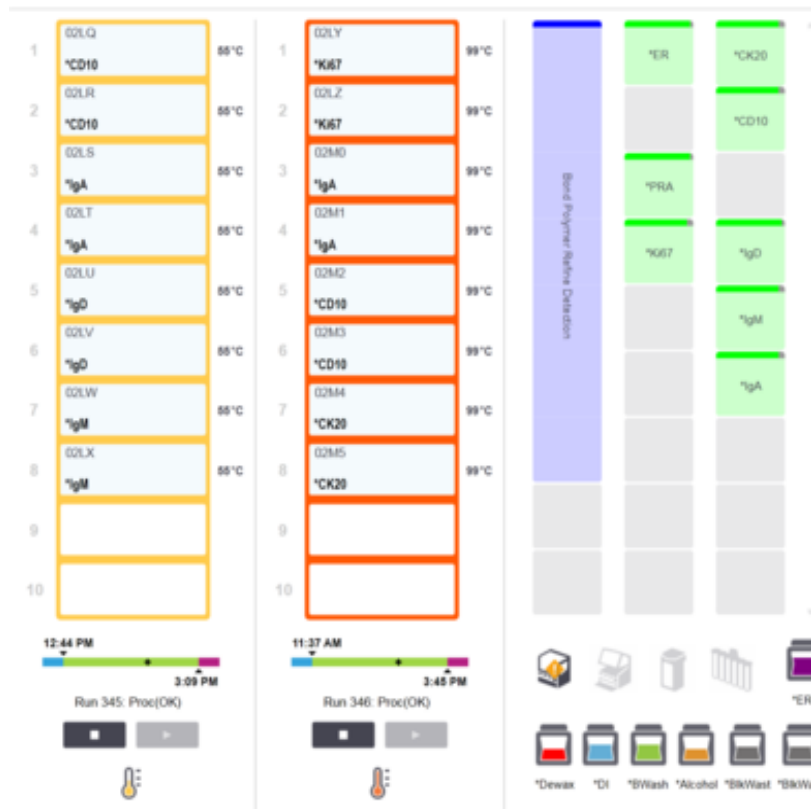 1
02LQ
*CD10
55°C
2
02LR
*CD10
55°C
3
02LS
*IgA
55°C
4
02LT
*IgA
55°C
5
02LU
*IgD
55°C
6
02LV
*IgD
55°C
7
02LW
*IgM
55°C
8
02LX
*IgM
55°C
9
10
12:44 PM
3:09 PM
Run 345: Proc(OK)
1
02LY
*Ki67
99°C
2
02LZ
*Ki67
99°C
3
02M0
*IgA
99°C
4
02M1
*IgA
99°C
5
02M2
*CD10
99°C
6
02M3
*CD10
99°C
7
02M4
*CK20
99°C
8
02M5
*CK20
99°C
9
10
11:37 AM
3:45 PM
Run 346: Proc(OK)
Bond Polymer Refine Detection
*ER
*PRA
*Ki67
*CK20
*CD10
*IgD
*IgM
*IgA
*ER
*Dewax
*DI
*BWash
*Alcohol
*BlkWast
*BlkWa